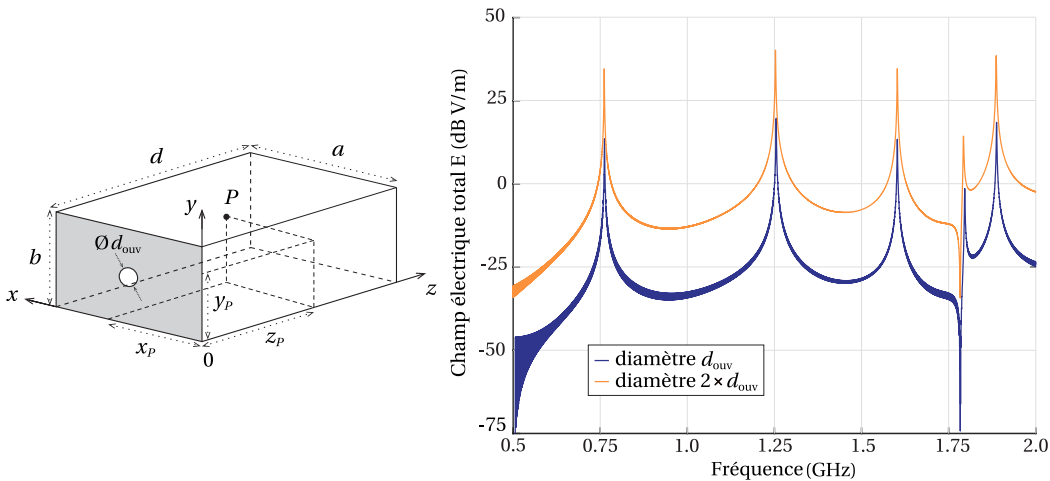 d
a
y
P
Ø d_ouv
b
x
z
y_P
x_P
z_P
0
Champ électrique total E (dB V/m)
50
25
0
-25
-50
-75
diamètre d_ouv
diamètre 2 × d_ouv
0.5 0.75 1.0 1.25 1.5 1.75 2.0
Fréquence (GHz)